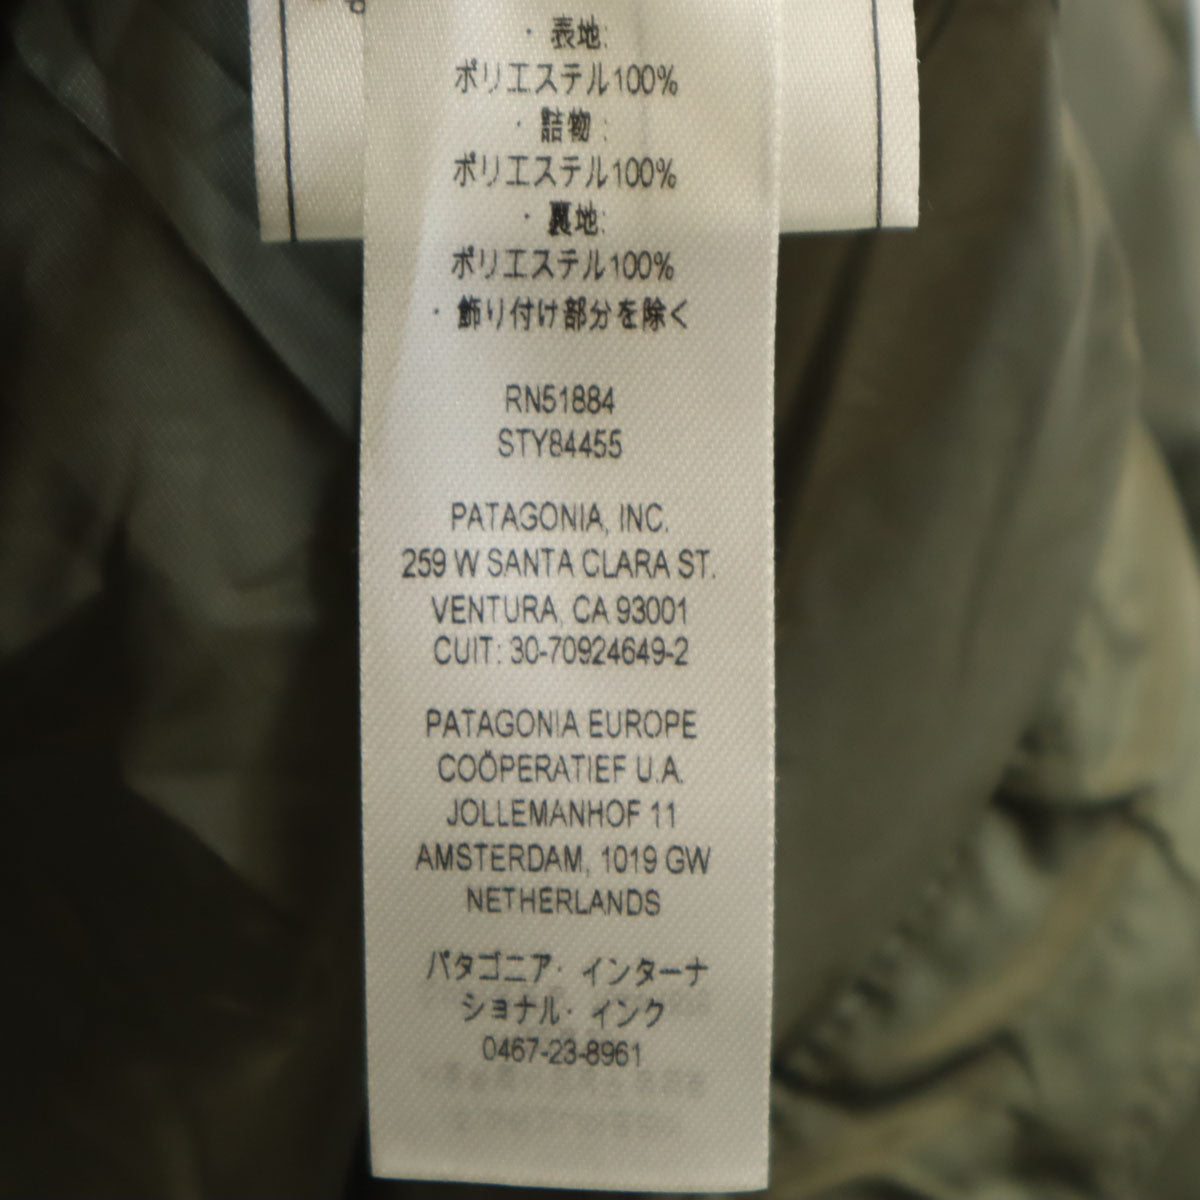 ・表地:
ポリエステル100%
・詰物:
ポリエステル100%
・裏地:
ポリエステル100%
・飾り付け部分を除く
RN51884
STY84455
PATAGONIA, INC.
259 W SANTA CLARA ST.
VENTURA, CA 93001
CUIT: 30-70924649-2
PATAGONIA EUROPE
COÖPERATIEF U.A.
JOLLEMANHOF 11
AMSTERDAM, 1019 GW
NETHERLANDS
パタゴニア・インターナ
ショナル・インク
0467-23-8961